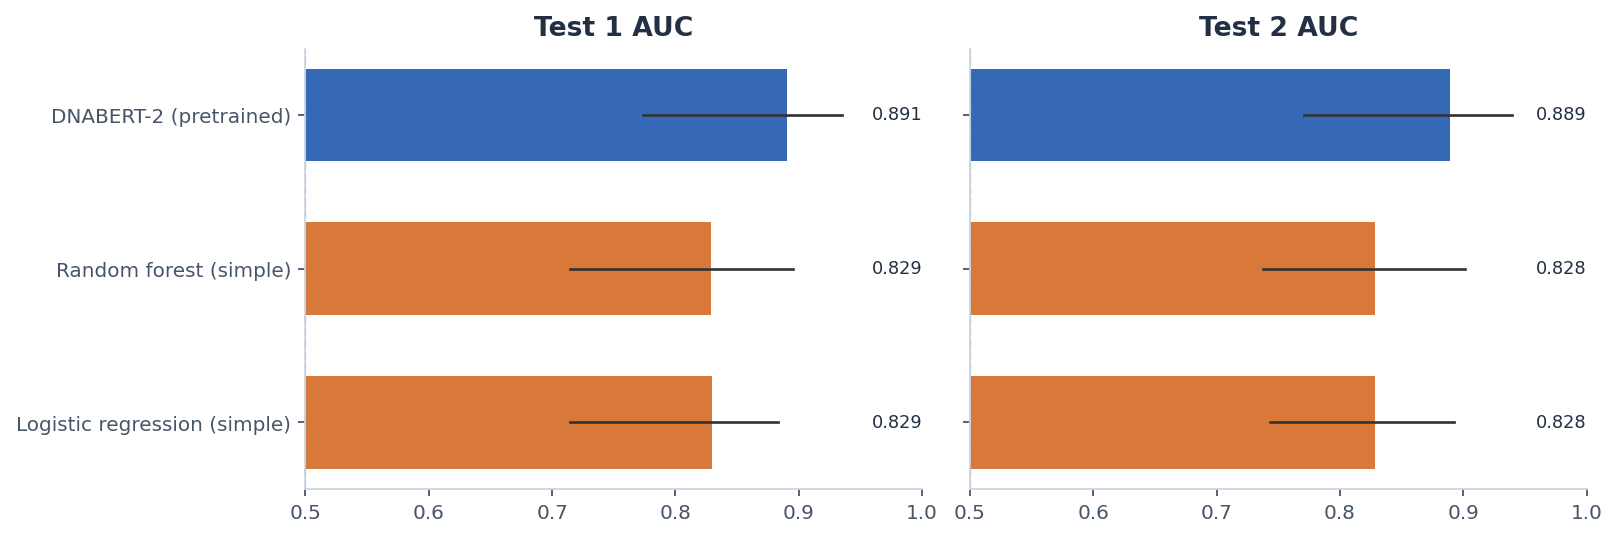 Test 1 AUC
Test 2 AUC
DNABERT-2 (pretrained)
0.891
0.889
Random forest (simple)
0.829
0.828
Logistic regression (simple)
0.829
0.828
0.5 0.6 0.7 0.8 0.9 1.0
0.5 0.6 0.7 0.8 0.9 1.0